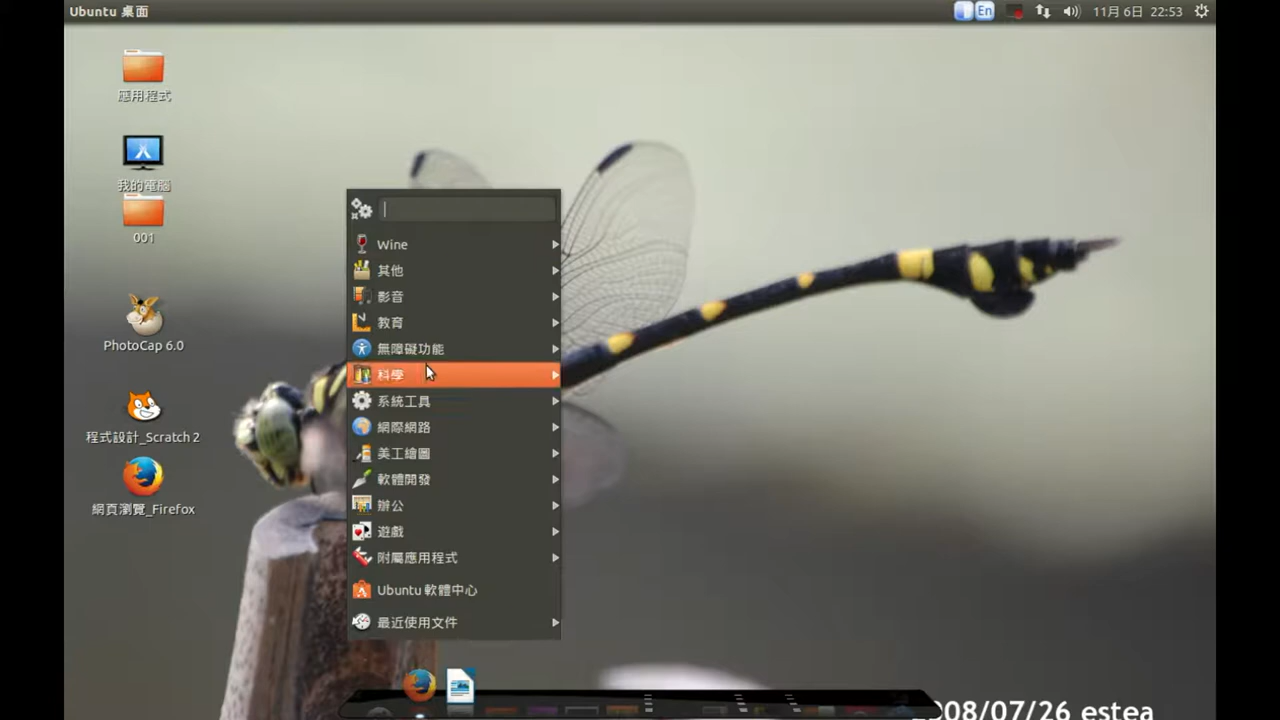 Ubuntu 桌面
En
11月 6日 22:53
應用程式
我的電腦
001
PhotoCap 6.0
程式設計_Scratch 2
網頁瀏覽_Firefox
Wine
其他
影音
教育
無障礙功能
科學
系統工具
網際網路
美工繪圖
軟體開發
辦公
遊戲
附屬應用程式
Ubuntu 軟體中心
最近使用文件
2008/07/26 estea